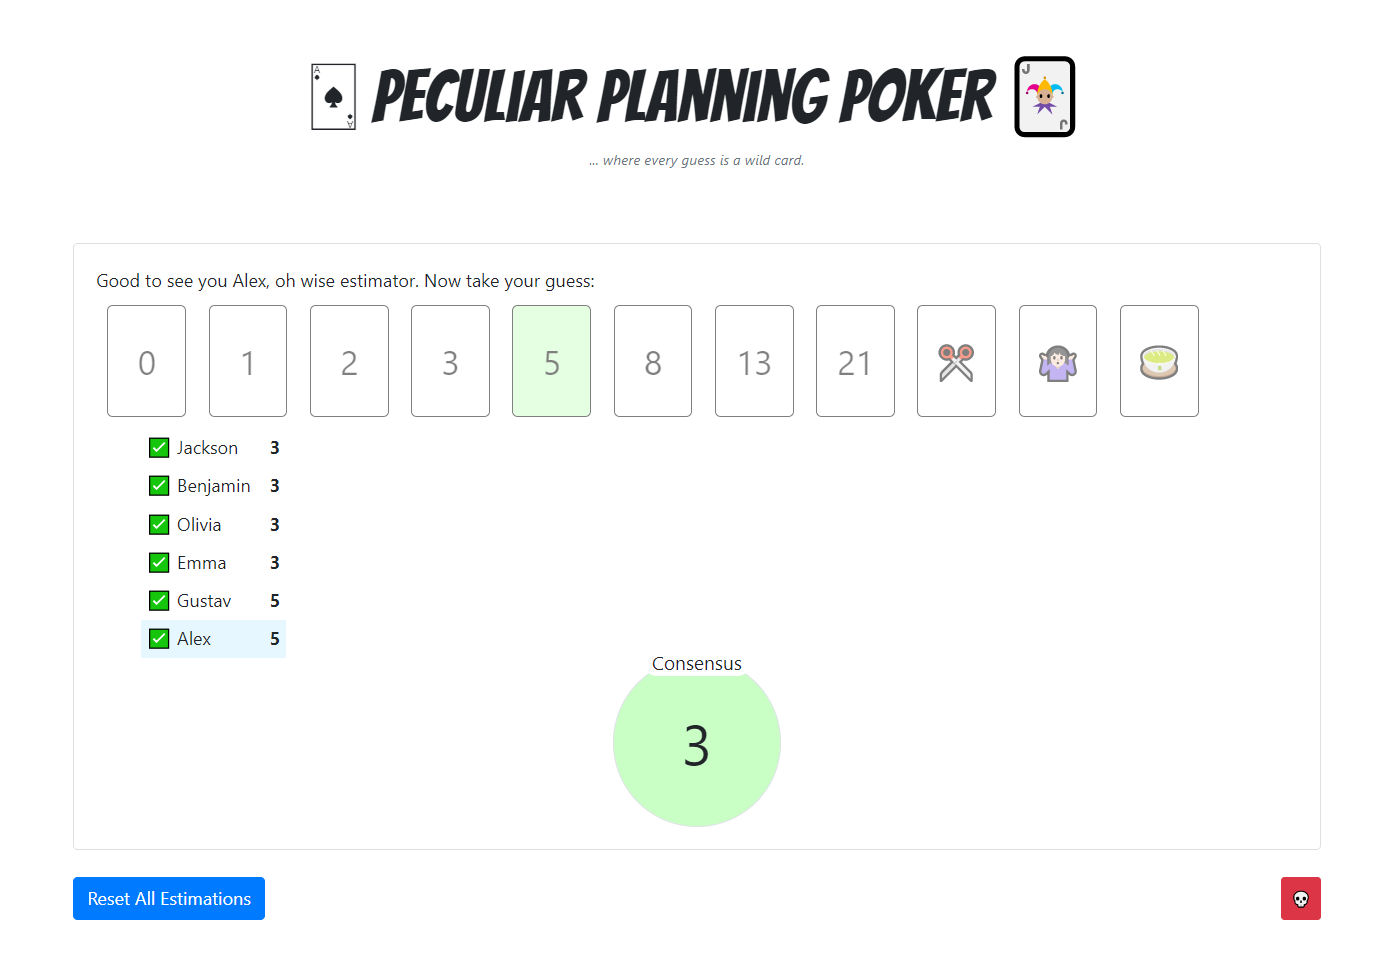 PECULIAR PLANNING POKER
... where every guess is a wild card.
Good to see you Alex, oh wise estimator. Now take your guess:
0 1 2 3 5 8 13 21
Jackson 3
Benjamin 3
Olivia 3
Emma 3
Gustav 5
Alex 5
Consensus
3
Reset All Estimations